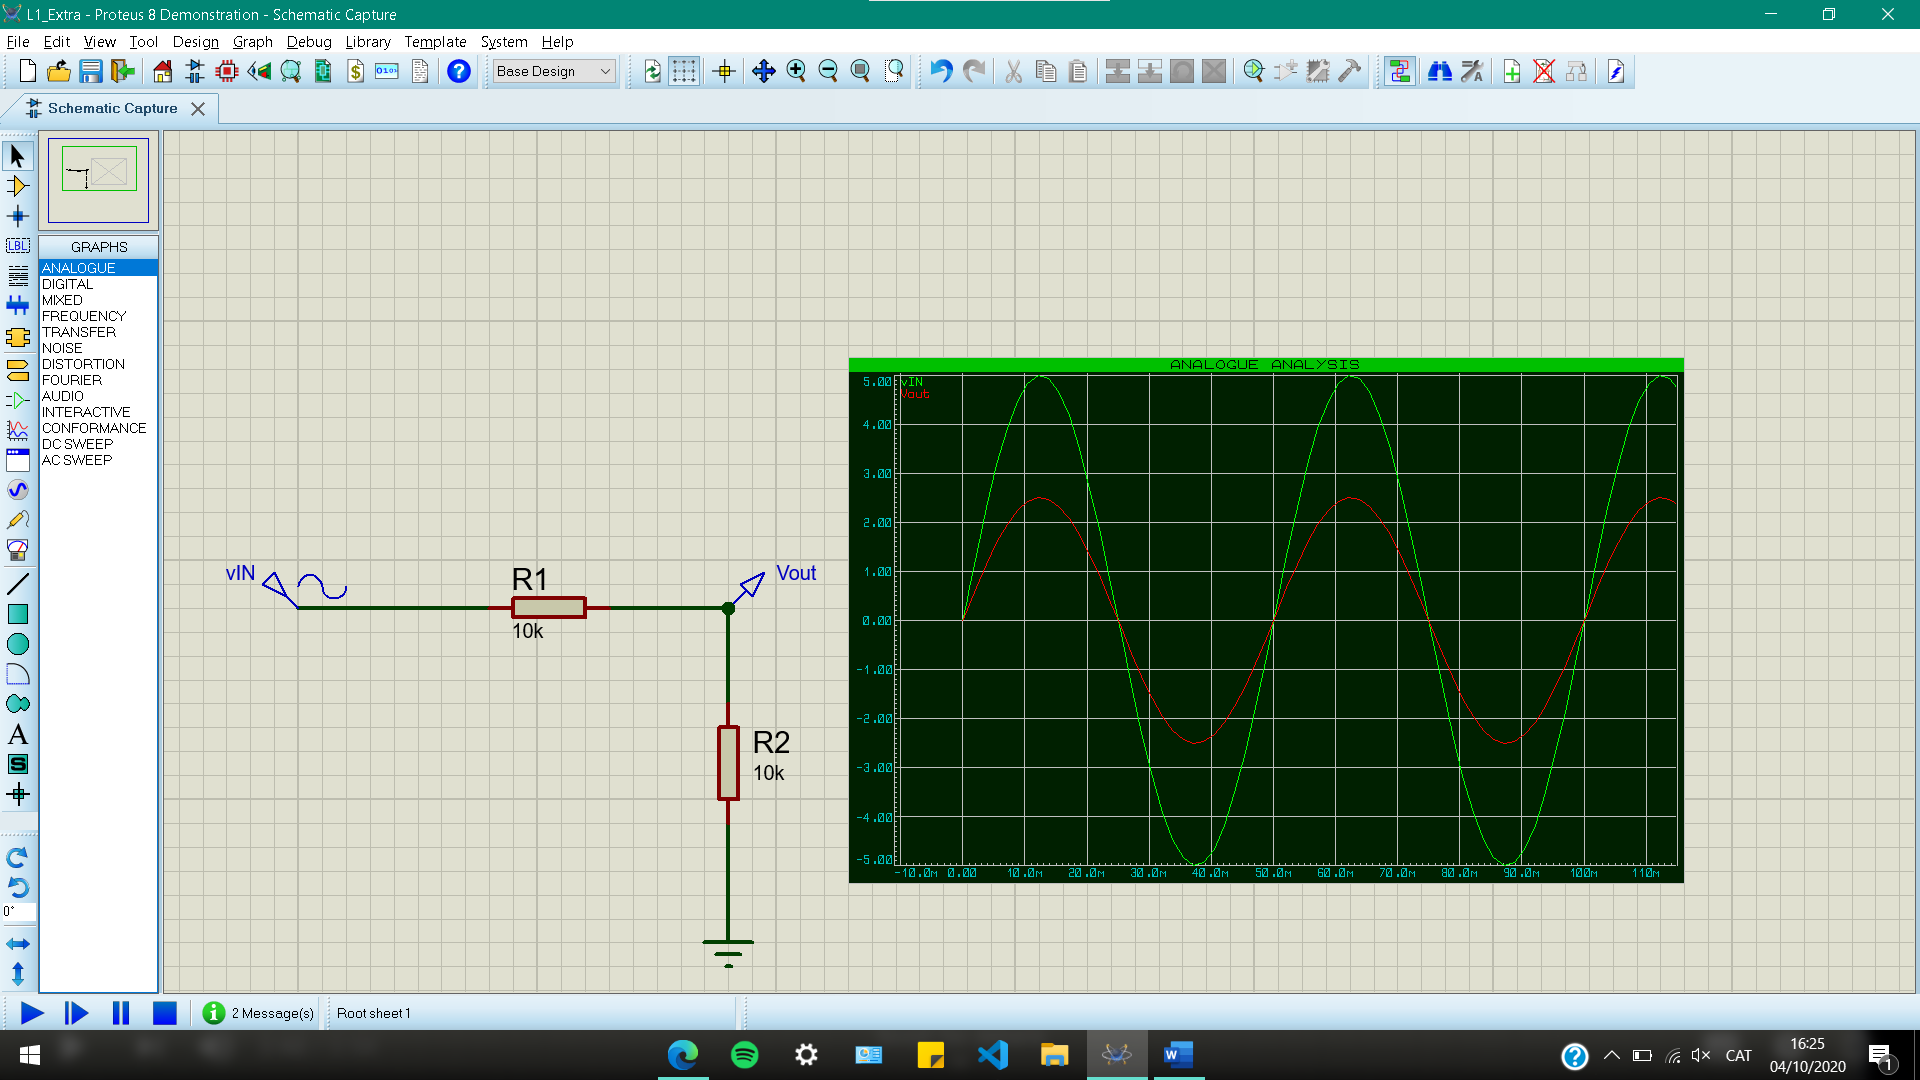 L1_Extra - Proteus 8 Demonstration - Schematic Capture
File Edit View Tool Design Graph Debug Library Template System Help
Base Design
Schematic Capture
GRAPHS
ANALOGUE
DIGITAL
MIXED
FREQUENCY
TRANSFER
NOISE
DISTORTION
FOURIER
AUDIO
INTERACTIVE
CONFORMANCE
DC SWEEP
AC SWEEP
LBL
A
S
0°
vIN
R1
10k
Vout
R2
10k
ANALOGUE ANALYSIS
vIN
Vout
5.00
4.00
3.00
2.00
1.00
0.00
-1.00
-2.00
-3.00
-4.00
-5.00
-10.0m 0.00 10.0m 20.0m 30.0m 40.0m 50.0m 60.0m 70.0m 80.0m 90.0m 100m 110m
2 Message(s)
Root sheet 1
CAT
16:25
04/10/2020
1